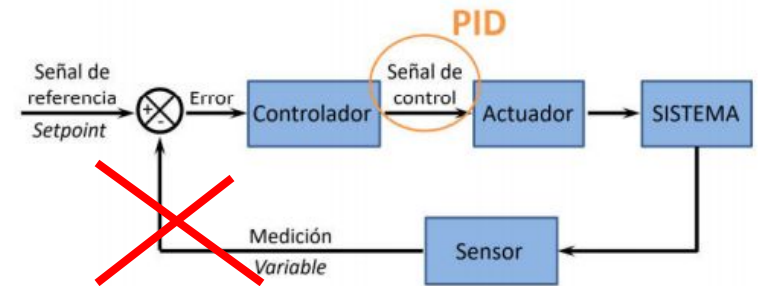 PID
Señal de
referencia
Setpoint
+
-
Error
Controlador
Señal de
control
Actuador
SISTEMA
Medición
Variable
Sensor